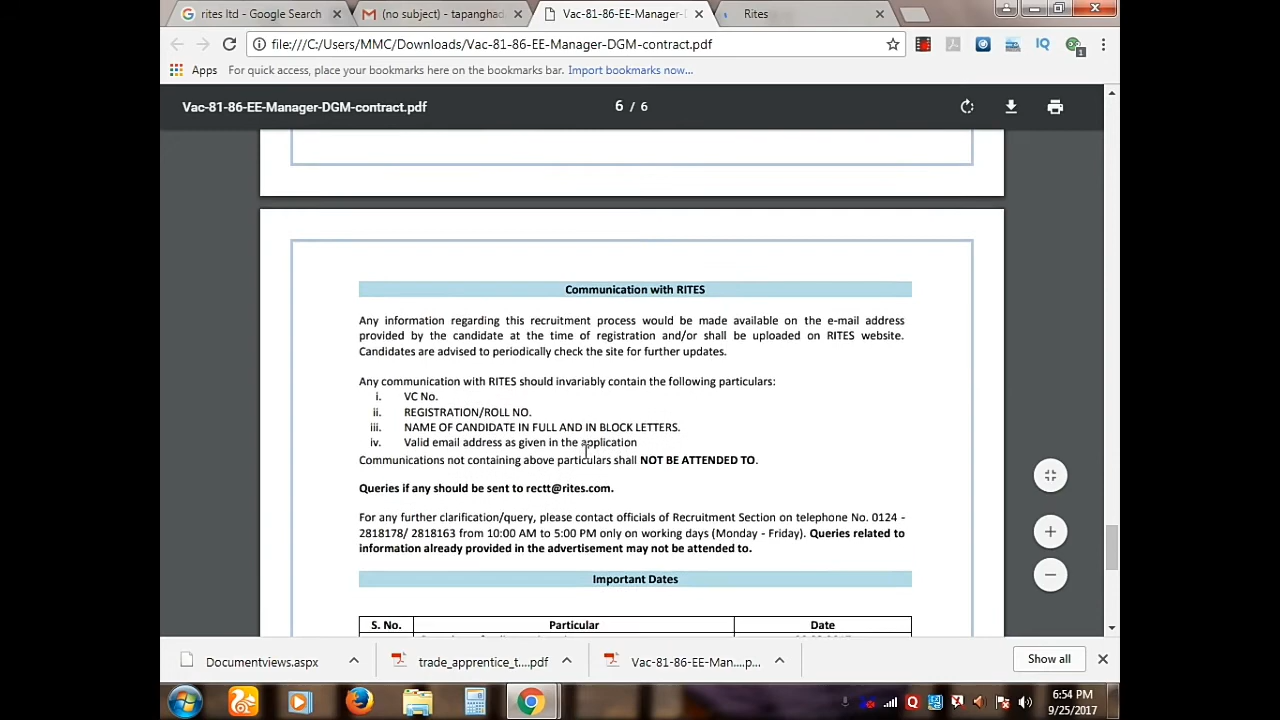 rites ltd - Google Search
(no subject) - tapanghad
Vac-81-86-EE-Manager-D
Rites
file:///C:/Users/MMC/Downloads/Vac-81-86-EE-Manager-DGM-contract.pdf
IQ
1
Apps
For quick access, place your bookmarks here on the bookmarks bar. Import bookmarks now...
Vac-81-86-EE-Manager-DGM-contract.pdf
6 / 6
Communication with RITES
Any information regarding this recruitment process would be made available on the e-mail address
provided by the candidate at the time of registration and/or shall be uploaded on RITES website.
Candidates are advised to periodically check the site for further updates.
Any communication with RITES should invariably contain the following particulars:
i. VC No.
ii. REGISTRATION/ROLL NO.
iii. NAME OF CANDIDATE IN FULL AND IN BLOCK LETTERS.
iv. Valid email address as given in the application
Communications not containing above particulars shall NOT BE ATTENDED TO.
Queries if any should be sent to rectt@rites.com.
For any further clarification/query, please contact officials of Recruitment Section on telephone No. 0124 -
2818178/ 2818163 from 10:00 AM to 5:00 PM only on working days (Monday - Friday). Queries related to
information already provided in the advertisement may not be attended to.
Important Dates
S. No. Particular Date
Documentviews.aspx
trade_apprentice_t....pdf
Vac-81-86-EE-Man....p...
Show all
6:54 PM
9/25/2017